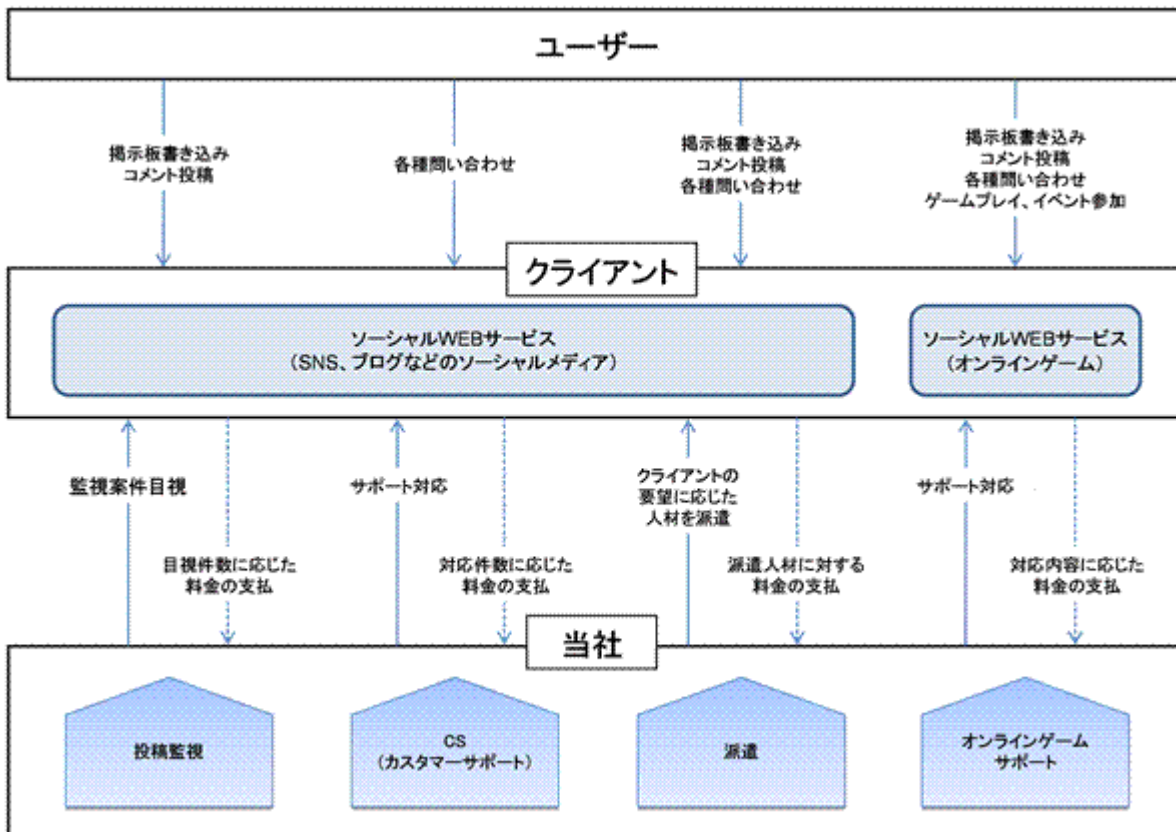 ユーザー
掲示板書き込み
コメント投稿
各種問い合わせ
掲示板書き込み
コメント投稿
各種問い合わせ
掲示板書き込み
コメント投稿
各種問い合わせ
ゲームプレイ、イベント参加
クライアント
ソーシャルWEBサービス
(SNS、ブログなどのソーシャルメディア)
ソーシャルWEBサービス
(オンラインゲーム)
監視案件目視
目視件数に応じた
料金の支払
サポート対応
対応件数に応じた
料金の支払
クライアントの
要望に応じた
人材を派遣
派遣人材に対する
料金の支払
サポート対応
対応内容に応じた
料金の支払
当社
投稿監視
CS
(カスタマーサポート)
派遣
オンラインゲーム
サポート